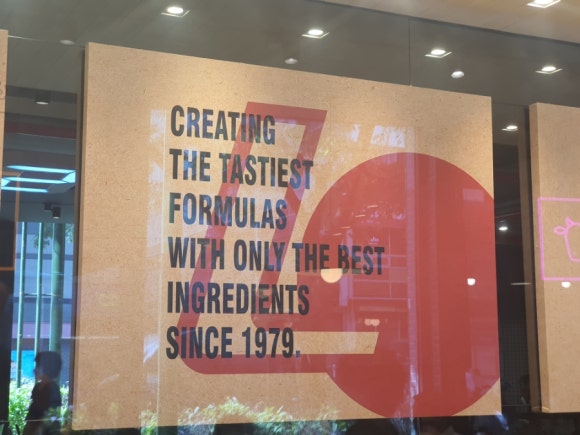 CREATING
THE TASTIEST
FORMULAS
WITH ONLY THE BEST
INGREDIENTS
SINCE 1979.